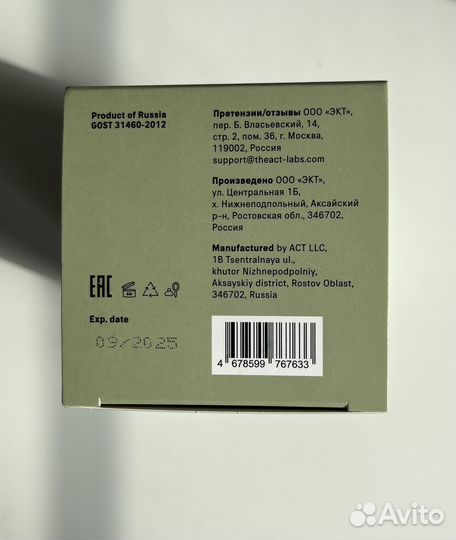 Product of Russia
GOST 31460-2012
Претензии/отзывы ООО «ЭКТ»,
пер. Б. Власьевский, 14,
стр. 2, пом. 36, г. Москва,
119002, Россия
support@theact-labs.com
Произведено ООО «ЭКТ»,
ул. Центральная 1Б,
х. Нижнеподпольный, Аксайский
р-н, Ростовская обл., 346702,
Россия
Manufactured by ACT LLC,
1B Tsentralnaya ul.,
khutor Nizhnepodpolniy,
Aksayskiy district, Rostov Oblast,
346702, Russia
EAC
Exp. date
09/2025
4 678599 767633
Avito